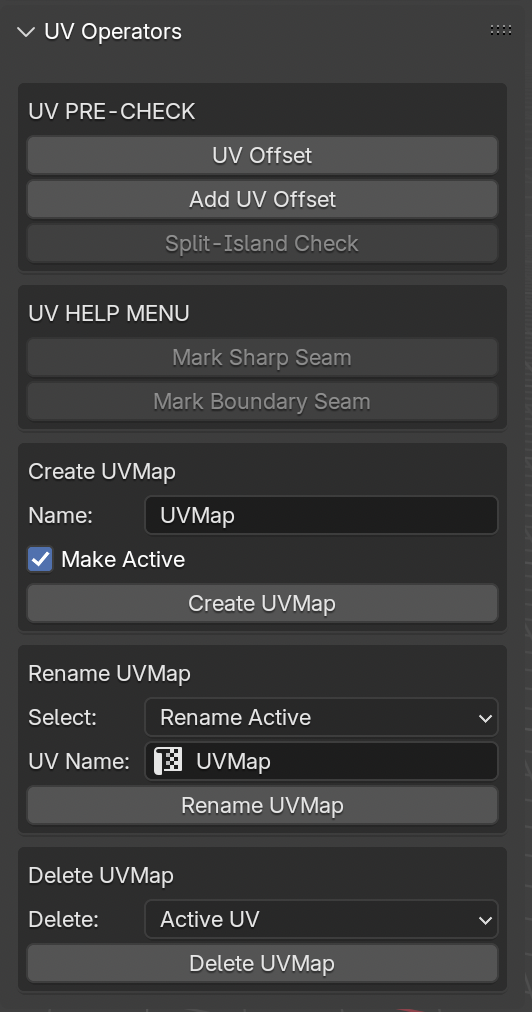 UV Operators
UV PRE-CHECK
UV Offset
Add UV Offset
Split-Island Check
UV HELP MENU
Mark Sharp Seam
Mark Boundary Seam
Create UVMap
Name: UVMap
Make Active
Create UVMap
Rename UVMap
Select: Rename Active
UV Name: UVMap
Rename UVMap
Delete UVMap
Delete: Active UV
Delete UVMap